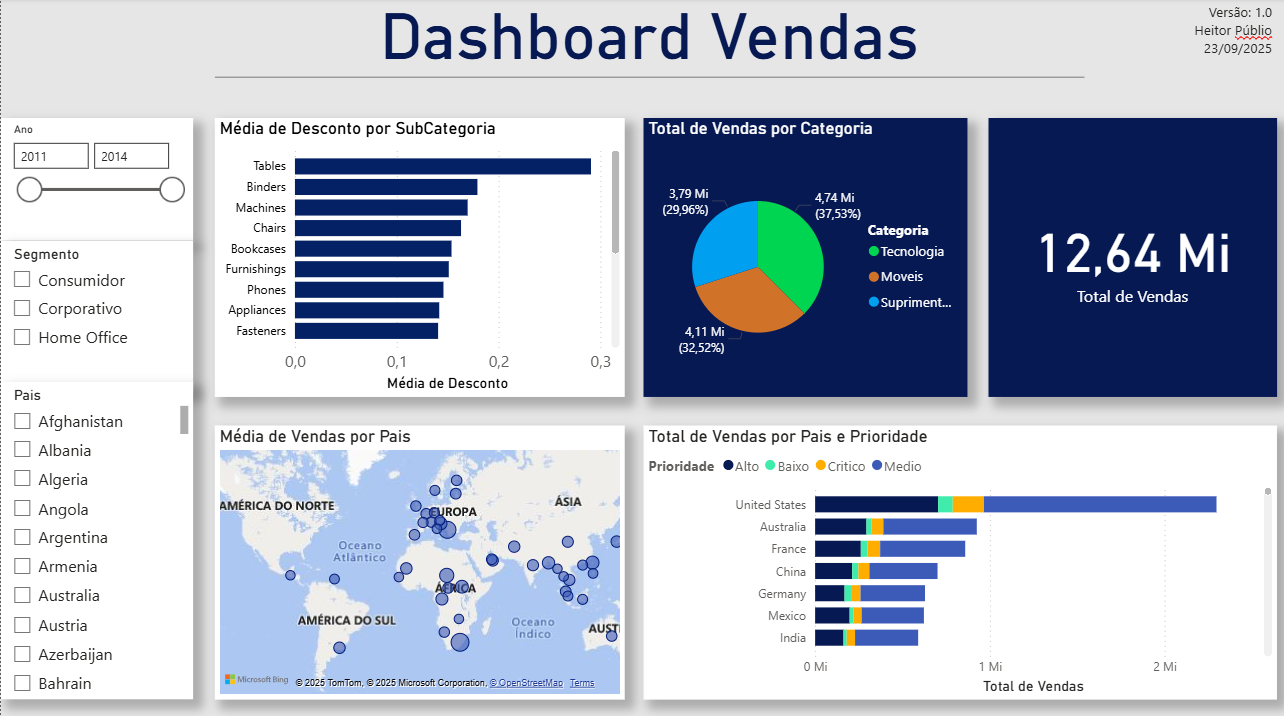 Dashboard Vendas
Versão: 1.0
Heitor Públio
23/09/2025
Ano
2011
2014
Segmento
Consumidor
Corporativo
Home Office
Pais
Afghanistan
Albania
Algeria
Angola
Argentina
Armenia
Australia
Austria
Azerbaijan
Bahrain
Média de Desconto por SubCategoria
Tables
Binders
Machines
Chairs
Bookcases
Furnishings
Phones
Appliances
Fasteners
0,0 0,1 0,2 0,3
Média de Desconto
Total de Vendas por Categoria
3,79 Mi
(29,96%)
4,74 Mi
(37,53%)
4,11 Mi
(32,52%)
Categoria
Tecnologia
Moveis
Supriment...
12,64 Mi
Total de Vendas
Média de Vendas por Pais
AMÉRICA DO NORTE
EUROPA
ÁSIA
Oceano
Atlântico
ÁFRICA
AMÉRICA DO SUL
Oceano
Índico
AUST
Microsoft Bing
© 2025 TomTom, © 2025 Microsoft Corporation, © OpenStreetMap Terms
Total de Vendas por Pais e Prioridade
Prioridade Alto Baixo Critico Medio
United States
Australia
France
China
Germany
Mexico
India
0 Mi 1 Mi 2 Mi
Total de Vendas